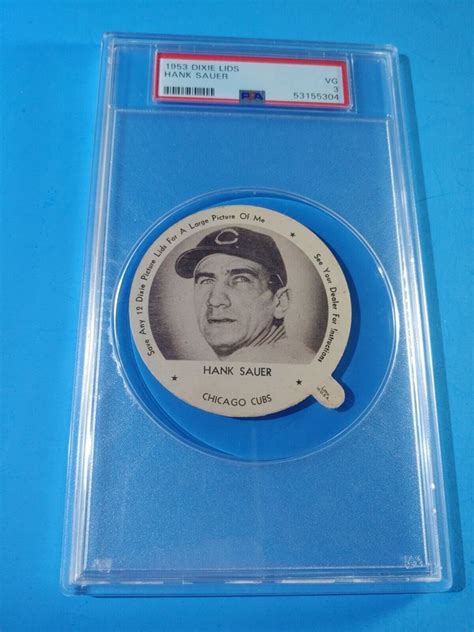 1953 DIXIE LIDS
HANK SAUER
VG
3
PSA
53155304
Save Any 12 Dixie Picture Lids For A Large Picture Of Me
See Your Dealer For Instructions
C
HANK SAUER
CHICAGO CUBS